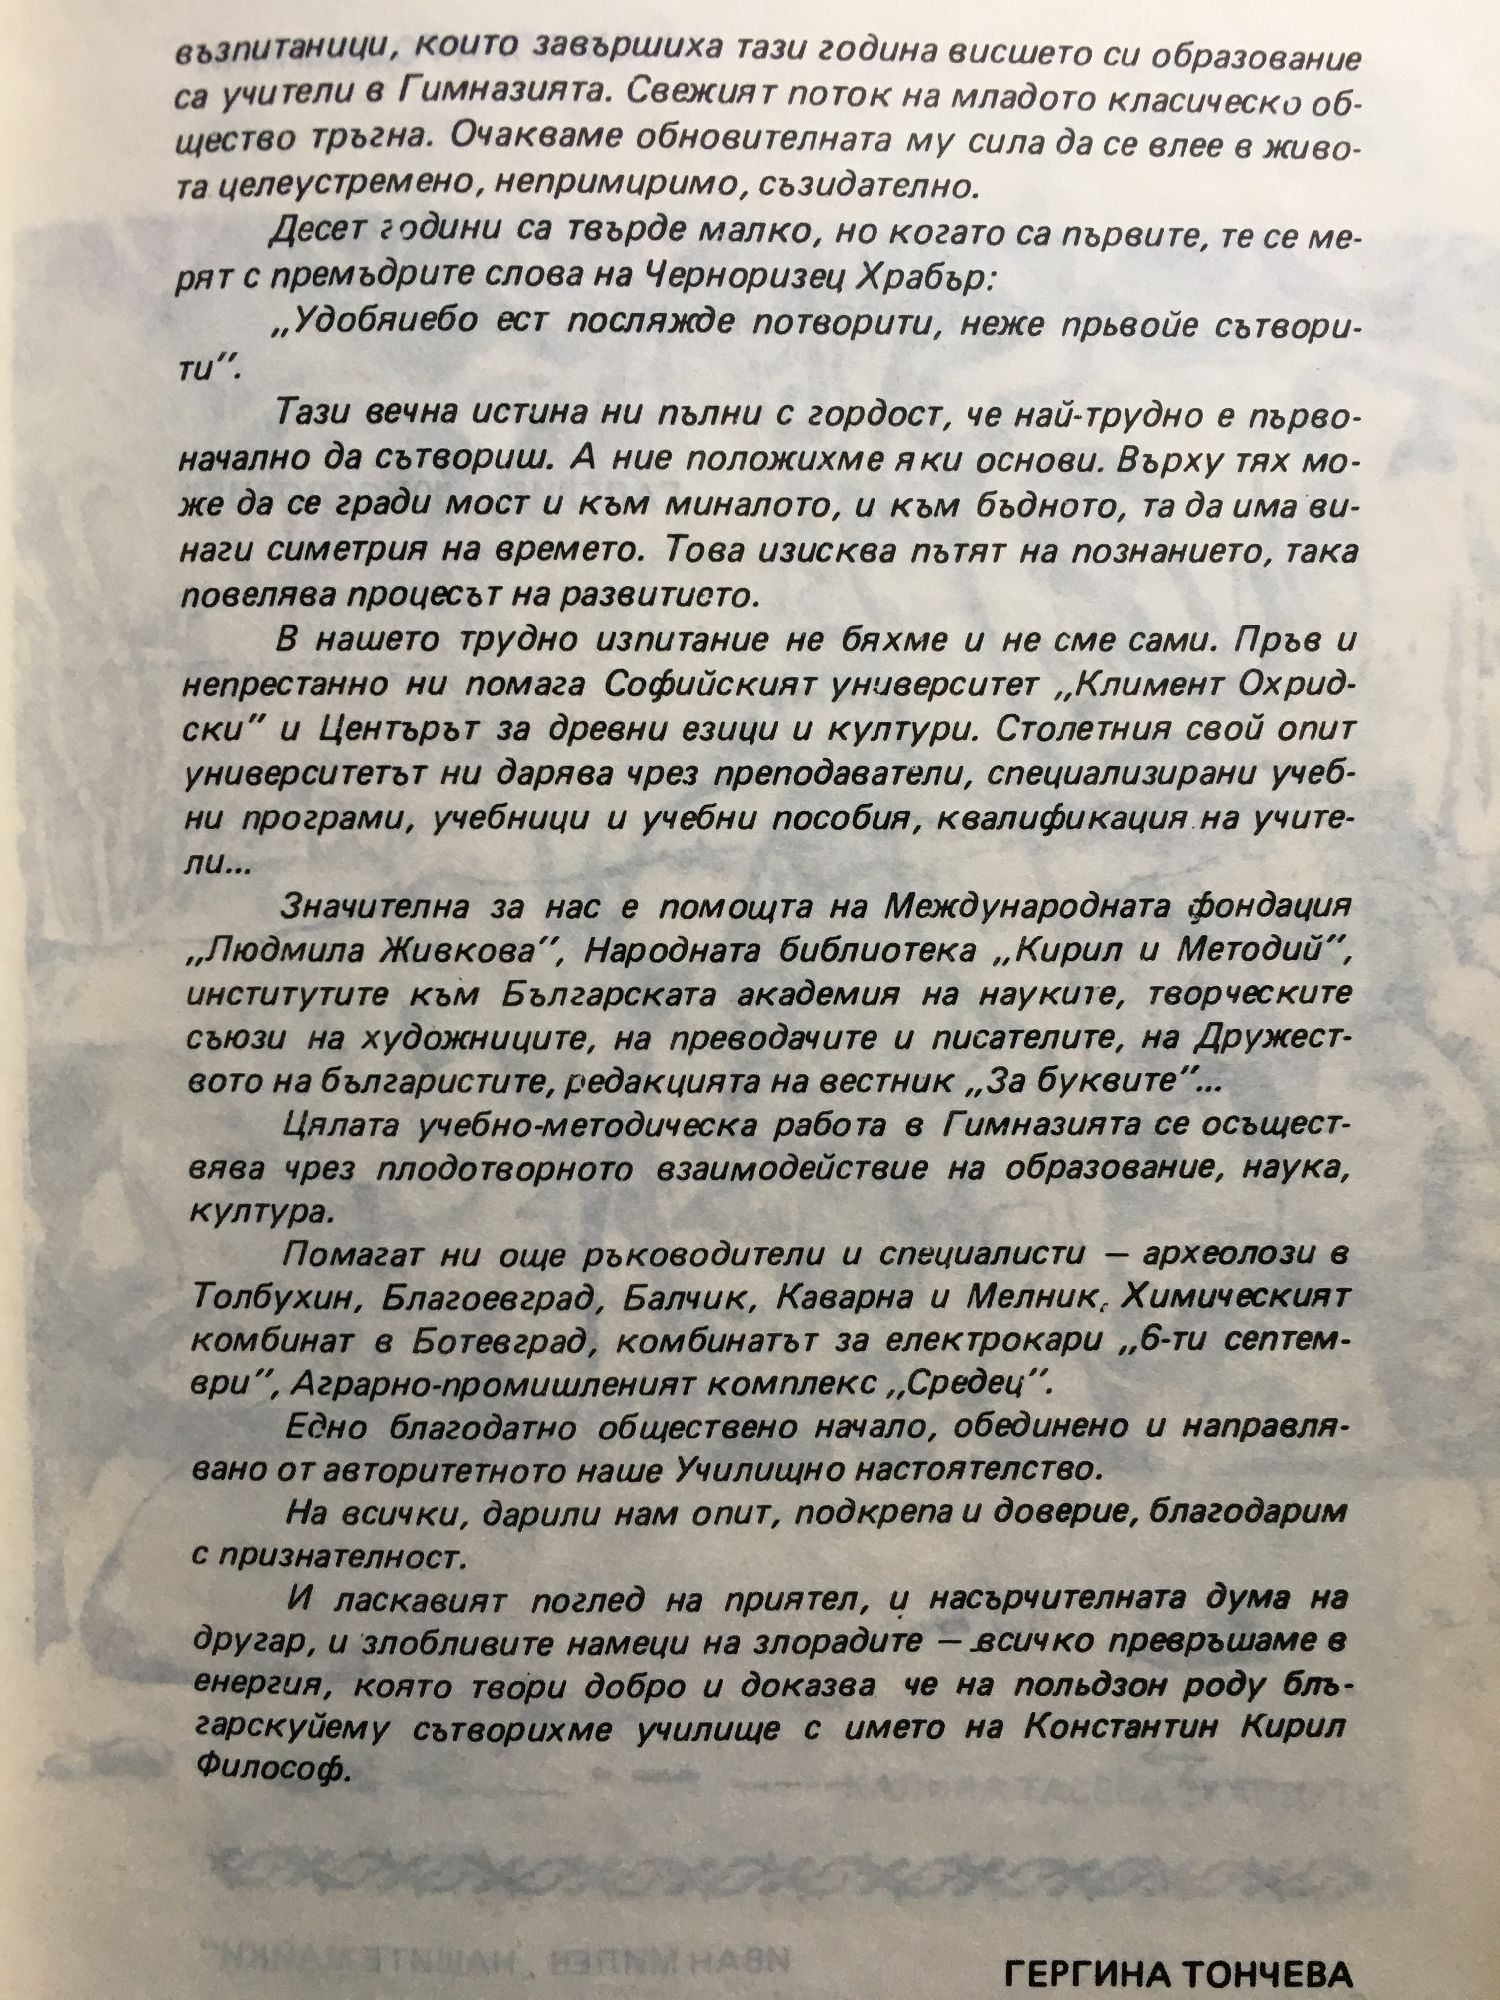 възпитаници, които завършиха тази година висшето си образование
са учители в Гимназията. Свежият поток на младото класическо об-
щество тръгна. Очакваме обновителната му сила да се влее в живо-
та целеустремено, непримиримо, съзидателно.
Десет години са твърде малко, но когато са първите, те се ме-
рят с премъдрите слова на Черноризец Храбър:
„Удобяиебо ест посляжде потворити, неже прьвойе сътвори-
ти".
Тази вечна истина ни пълни с гордост, че най-трудно е първо-
начално да сътвориш. А ние положихме яки основи. Върху тях мо-
же да се гради мост и към миналото, и към бъдното, та да има ви-
наги симетрия на времето. Това изисква пътят на познанието, така
повелява процесът на развитието.
В нашето трудно изпитание не бяхме и не сме сами. Пръв и
непрестанно ни помага Софийският университет „Климент Охрид-
ски" и Центърът за древни езици и култури. Столетния свой опит
университетът ни дарява чрез преподаватели, специализирани учеб-
ни програми, учебници и учебни пособия, квалификация на учите-
ли...
Значителна за нас е помощта на Международната фондация
„Людмила Живкова", Народната библиотека „Кирил и Методий",
институтите към Българската академия на науките, творческите
съюзи на художниците, на преводачите и писателите, на Дружест-
вото на българистите, редакцията на вестник „За буквите"...
Цялата учебно-методическа работа в Гимназията се осъщест-
вява чрез плодотворното взаимодействие на образование, наука,
култура.
Помагат ни още ръководители и специалисти — археолози в
Толбухин, Благоевград, Балчик, Каварна и Мелник, Химическият
комбинат в Ботевград, комбинатът за електрокари „6-ти септем-
ври", Аграрно-промишленият комплекс „Средец".
Едно благодатно обществено начало, обединено и направля-
вано от авторитетното наше Училищно настоятелство.
На всички, дарили нам опит, подкрепа и доверие, благодарим
с признателност.
И ласкавият поглед на приятел, и насърчителната дума на
другар, и злобливите намеци на злорадите — всичко превръшаме в
енергия, която твори добро и доказва че на польдзон роду блъ-
гарскуйему сътворихме училище с името на Константин Кирил
Философ.
ИВАН МИЛЕВ „НАШИТЕ МАЙКИ"
ГЕРГИНА ТОНЧЕВА